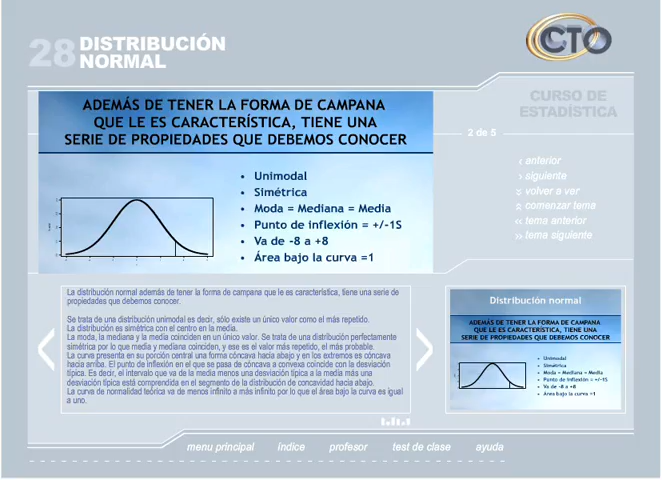 28 DISTRIBUCIÓN
NORMAL
CTO
CURSO DE
ESTADÍSTICA
2 de 5
ADEMÁS DE TENER LA FORMA DE CAMPANA
QUE LE ES CARACTERÍSTICA, TIENE UNA
SERIE DE PROPIEDADES QUE DEBEMOS CONOCER
• Unimodal
• Simétrica
• Moda = Mediana = Media
• Punto de inflexión = +/-1S
• Va de -8 a +8
• Área bajo la curva =1
anterior
siguiente
volver a ver
comenzar tema
tema anterior
tema siguiente
La distribución normal además de tener la forma de campana que le es característica, tiene una serie de
propiedades que debemos conocer.
Se trata de una distribución unimodal es decir, sólo existe un único valor como el más repetido.
La distribución es simétrica con el centro en la media.
La moda, la mediana y la media coinciden en un único valor. Se trata de una distribución perfectamente
simétrica por lo que media y mediana coinciden, y ese es el valor más repetido, el más probable.
La curva presenta en su porción central una forma cóncava hacia abajo y en los extremos es cóncava
hacia arriba. El punto de inflexión en el que se pasa de cóncava a convexa coincide con la desviación
típica. Es decir, el intervalo que va de la media menos una desviación típica a la media más una
desviación típica está comprendida en el segmento de la distribución de concavidad hacia abajo.
La curva de normalidad teórica va de menos infinito a más infinito por lo que el área bajo la curva es igual
a uno.
Distribución normal
ADEMÁS DE TENER LA FORMA DE CAMPANA
QUE LE ES CARACTERÍSTICA, TIENE UNA
SERIE DE PROPIEDADES QUE DEBEMOS CONOCER
• Unimodal
• Simétrica
• Moda = Mediana = Media
• Punto de inflexión = +/-1S
• Va de -8 a +8
• Área bajo la curva =1
menu principal índice profesor test de clase ayuda